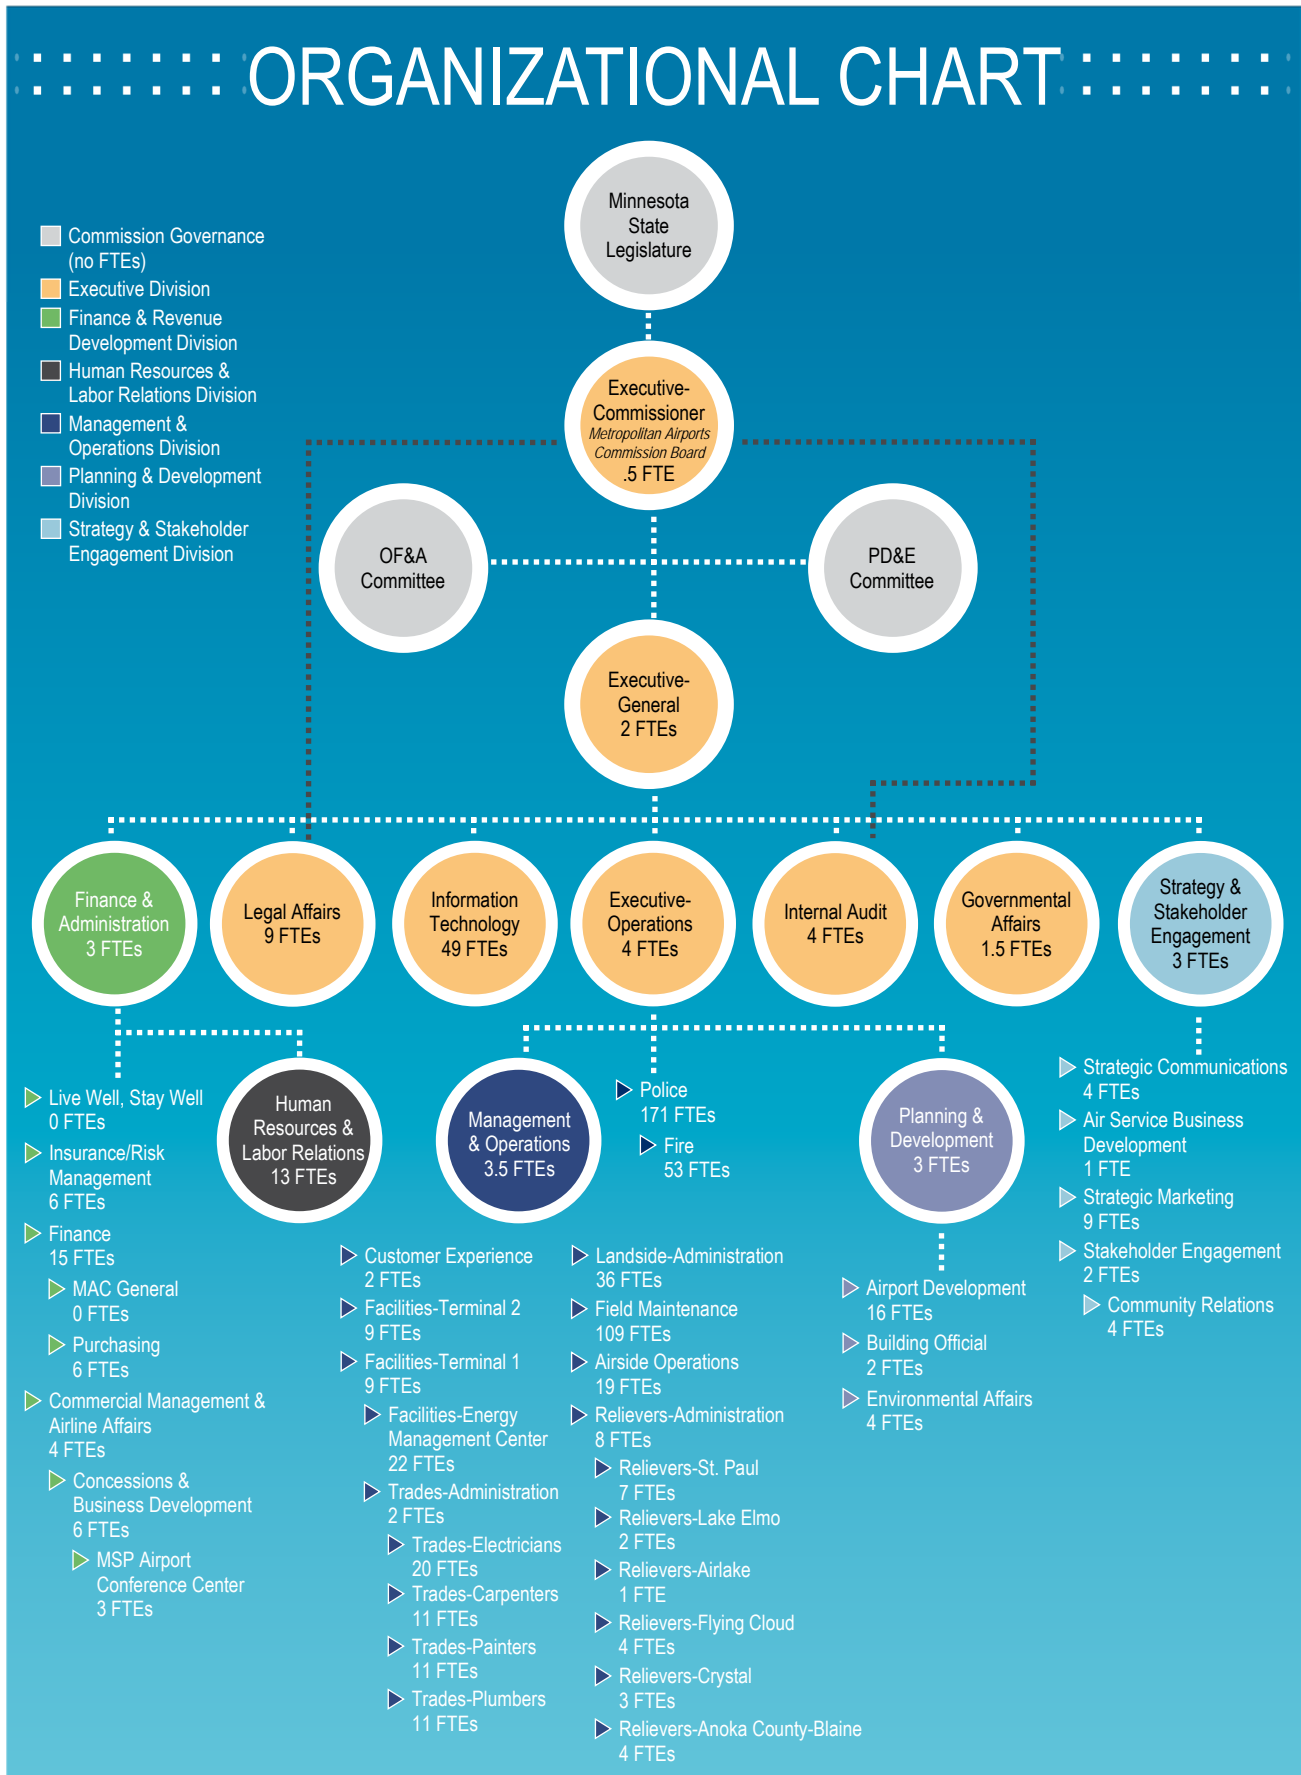 ORGANIZATIONAL CHART
Minnesota
State
Legislature
Commission Governance
(no FTEs)
Executive Division
Finance & Revenue
Development Division
Human Resources &
Labor Relations Division
Management &
Operations Division
Planning & Development
Division
Strategy & Stakeholder
Engagement Division
Executive-
Commissioner
Metropolitan Airports
Commission Board
.5 FTE
OF&A
Committee
PD&E
Committee
Executive-
General
2 FTEs
Finance &
Administration
3 FTEs
Legal Affairs
9 FTEs
Information
Technology
49 FTEs
Executive-
Operations
4 FTEs
Internal Audit
4 FTEs
Governmental
Affairs
1.5 FTEs
Strategy &
Stakeholder
Engagement
3 FTEs
Live Well, Stay Well
0 FTEs
Insurance/Risk
Management
6 FTEs
Finance
15 FTEs
MAC General
0 FTEs
Purchasing
6 FTEs
Commercial Management &
Airline Affairs
4 FTEs
Concessions &
Business Development
6 FTEs
MSP Airport
Conference Center
3 FTEs
Human
Resources &
Labor Relations
13 FTEs
Management
& Operations
3.5 FTEs
Customer Experience
2 FTEs
Facilities-Terminal 2
9 FTEs
Facilities-Terminal 1
9 FTEs
Facilities-Energy
Management Center
22 FTEs
Trades-Administration
2 FTEs
Trades-Electricians
20 FTEs
Trades-Carpenters
11 FTEs
Trades-Painters
11 FTEs
Trades-Plumbers
11 FTEs
Police
171 FTEs
Fire
53 FTEs
Landside-Administration
36 FTEs
Field Maintenance
109 FTEs
Airside Operations
19 FTEs
Relievers-Administration
8 FTEs
Relievers-St. Paul
7 FTEs
Relievers-Lake Elmo
2 FTEs
Relievers-Airlake
1 FTE
Relievers-Flying Cloud
4 FTEs
Relievers-Crystal
3 FTEs
Relievers-Anoka County-Blaine
4 FTEs
Planning &
Development
3 FTEs
Airport Development
16 FTEs
Building Official
2 FTEs
Environmental Affairs
4 FTEs
Strategic Communications
4 FTEs
Air Service Business
Development
1 FTE
Strategic Marketing
9 FTEs
Stakeholder Engagement
2 FTEs
Community Relations
4 FTEs